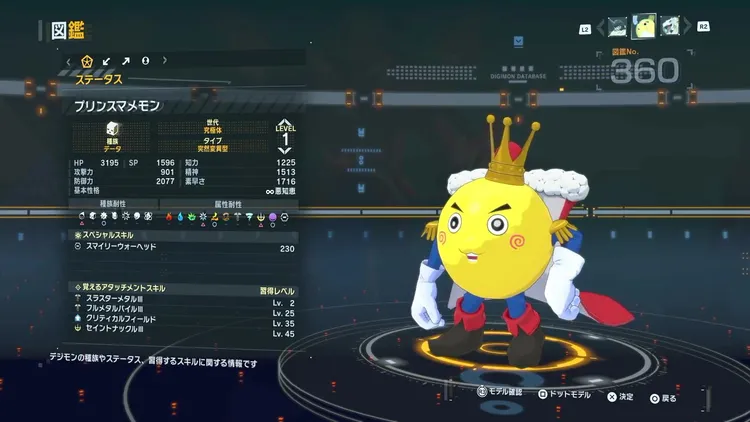 図鑑
L2
R2
図鑑No.
360
DIGIMON DATABASE
ステータス
プリンスマメモン
種族
データ
世代
究極体
タイプ
突然変異型
LEVEL
1
HP 3195 SP 1596 知力 1225
攻撃力 901 精神 1513
防御力 2077 素早さ 1716
基本性格 悪知恵
種族耐性 属性耐性
スペシャルスキル
スマイリーウォーヘッド 230
覚えるアタッチメントスキル 習得レベル
スラスターメタルIII Lv. 2
フルメタルパイルIII Lv. 25
クリティカルフィールド Lv. 35
セイントナックルIII Lv. 45
デジモンの種族やステータス、習得するスキルに関する情報です
R3 モデル確認 ドットモデル 決定 戻る